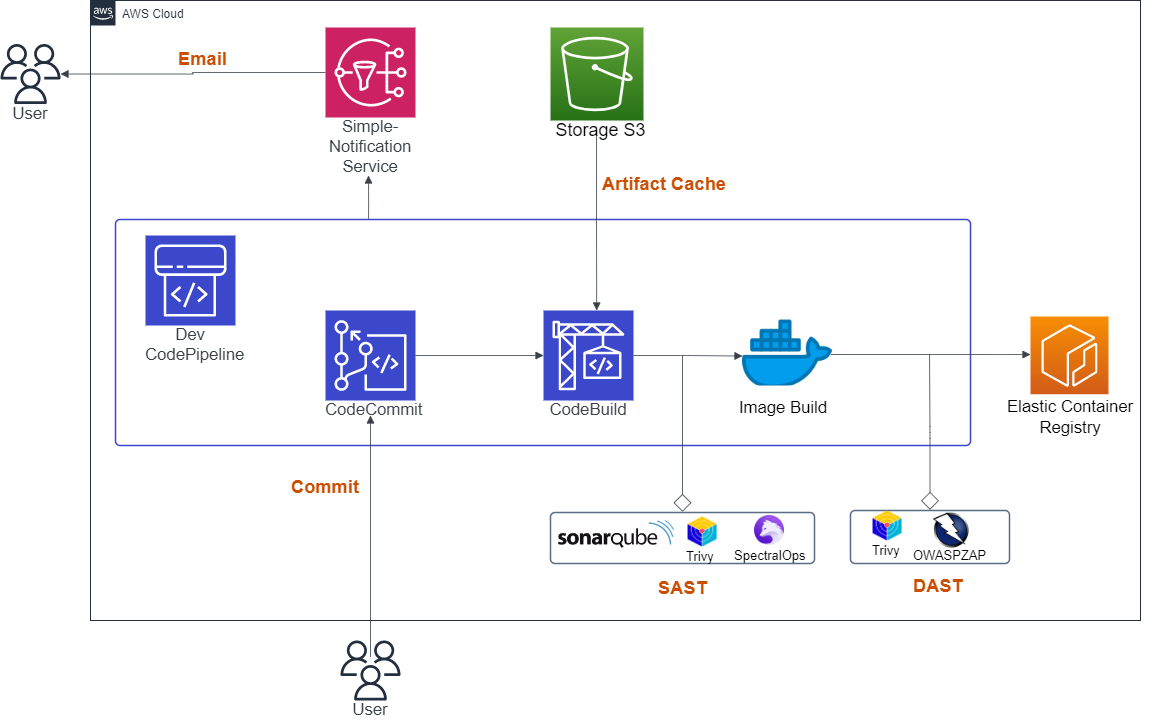 aws
AWS Cloud
Email
User
Simple-
Notification
Service
Storage S3
Artifact Cache
Dev
CodePipeline
CodeCommit
CodeBuild
Image Build
Elastic Container
Registry
Commit
sonarqube
Trivy
SpectralOps
SAST
Trivy
OWASPZAP
DAST
User